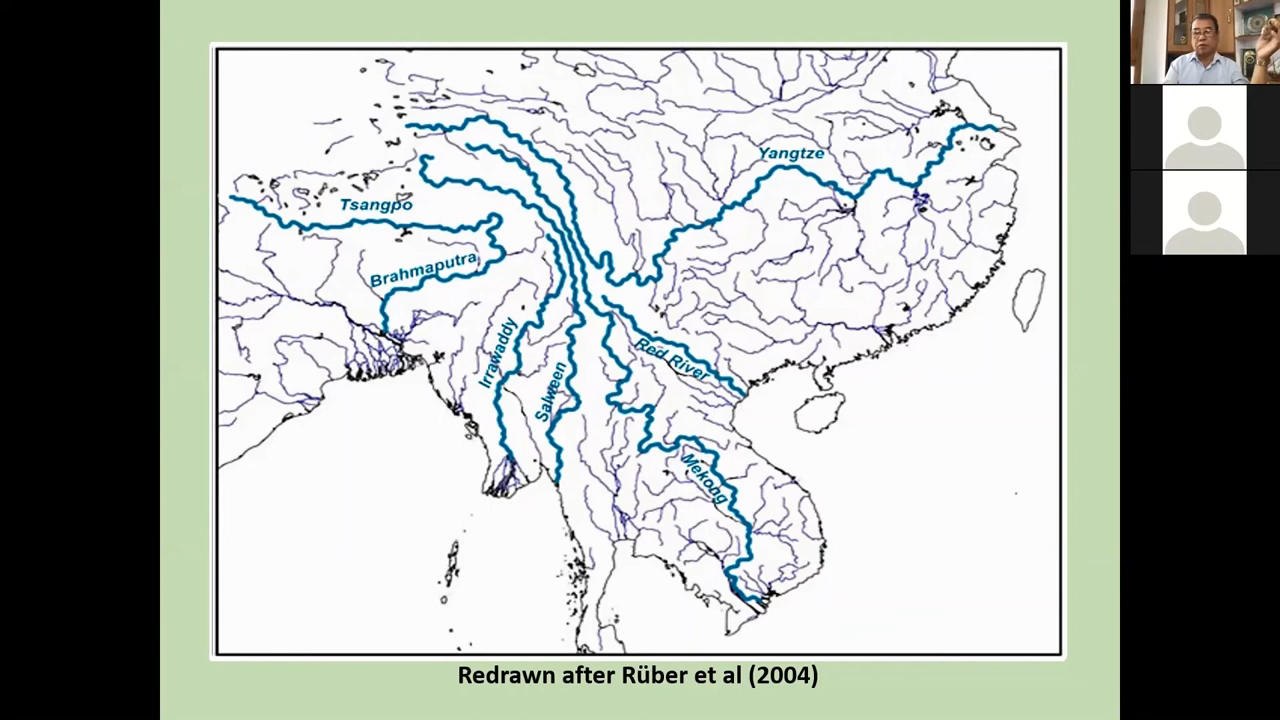 Yangtze
Tsangpo
Brahmaputra
Irrawaddy
Salween
Red River
Mekong
Redrawn after Rüber et al (2004)